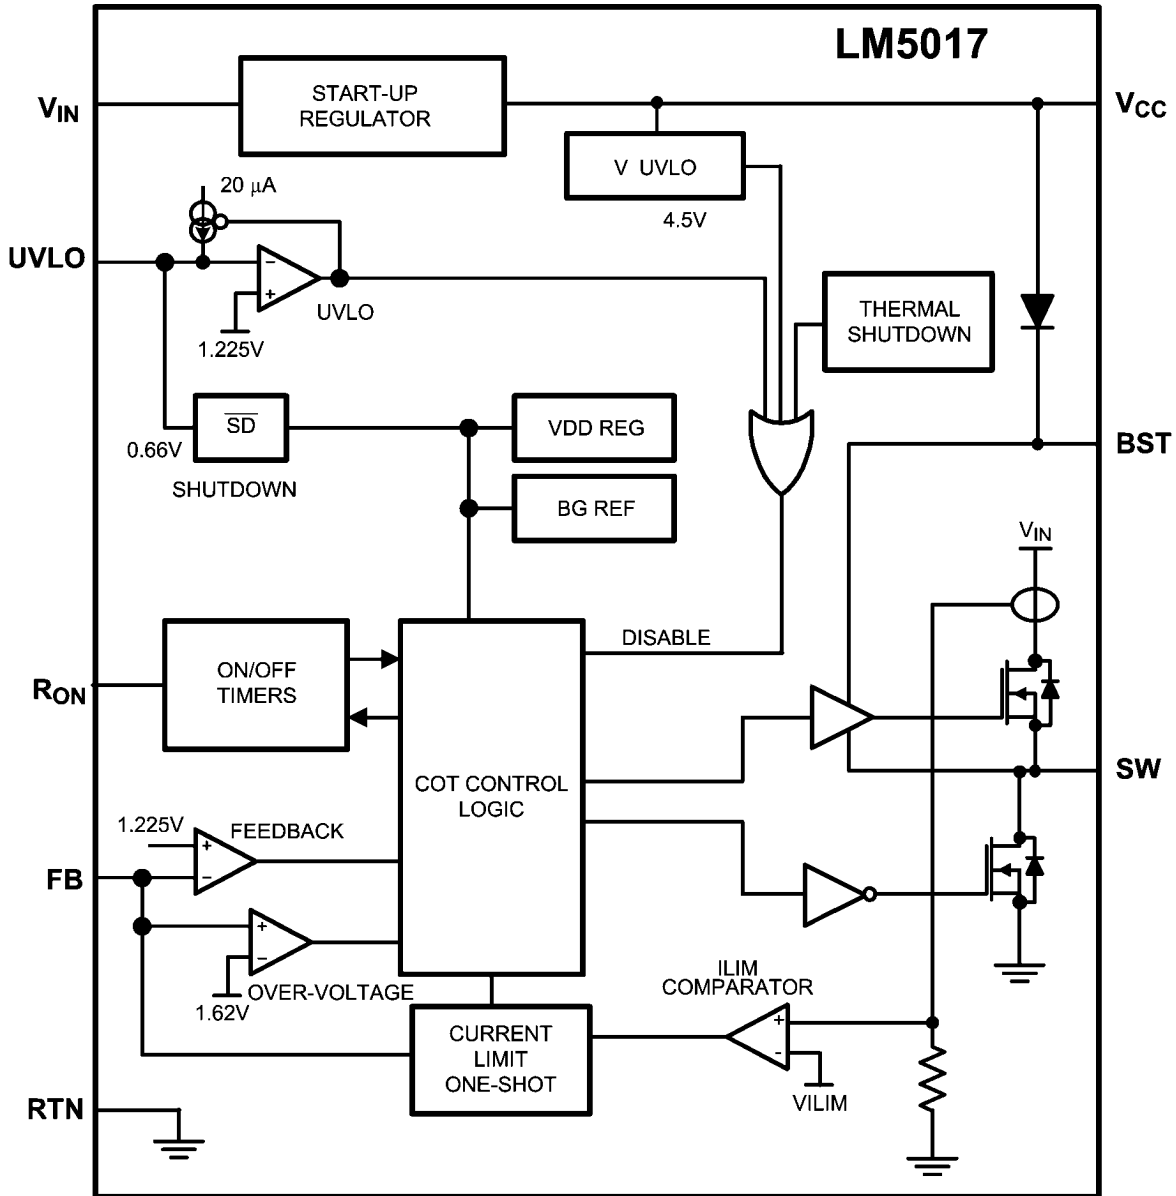 LM5017
START-UP
REGULATOR
VIN
VCC
V UVLO
4.5V
20 μA
UVLO
−
+
UVLO
1.225V
THERMAL
SHUTDOWN
SD
0.66V
SHUTDOWN
VDD REG
BG REF
BST
VIN
DISABLE
ON/OFF
TIMERS
RON
COT CONTROL
LOGIC
SW
1.225V
FEEDBACK
+
−
FB
+
−
OVER-VOLTAGE
1.62V
ILIM
COMPARATOR
+
-
VILIM
CURRENT
LIMIT
ONE-SHOT
RTN